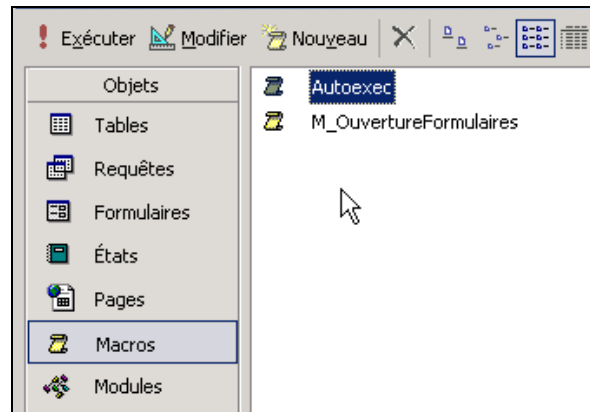 Exécuter Modifier Nouveau
Objets
Tables
Requêtes
Formulaires
États
Pages
Macros
Modules
Autoexec
M_OuvertureFormulaires